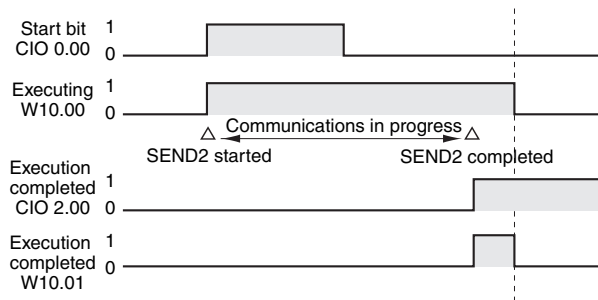 Start bit
CIO 0.00
1
0
Executing
W10.00
1
0
Communications in progress
SEND2 started
SEND2 completed
Execution
completed
CIO 2.00
1
0
Execution
completed
W10.01
1
0